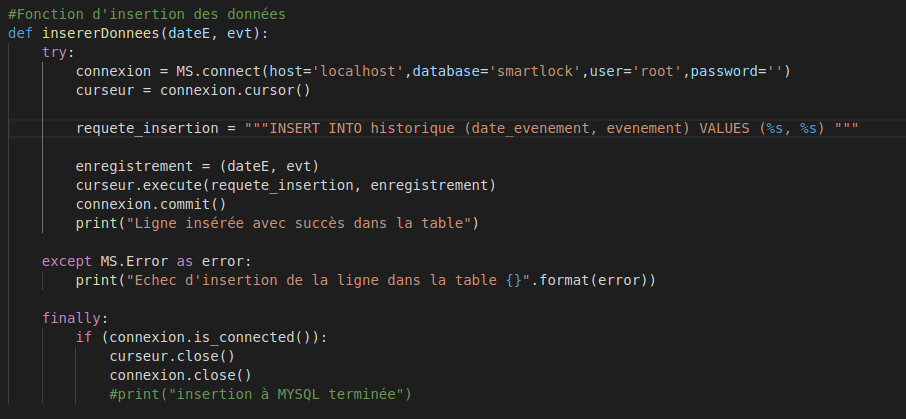 #Fonction d'insertion des données
def insererDonnees(dateE, evt):
    try:
        connexion = MS.connect(host='localhost',database='smartlock',user='root',password='')
        curseur = connexion.cursor()

        requete_insertion = """INSERT INTO historique (date_evenement, evenement) VALUES (%s, %s) """

        enregistrement = (dateE, evt)
        curseur.execute(requete_insertion, enregistrement)
        connexion.commit()
        print("Ligne insérée avec succès dans la table")

    except MS.Error as error:
        print("Echec d'insertion de la ligne dans la table {}".format(error))

    finally:
        if (connexion.is_connected()):
            curseur.close()
            connexion.close()
            #print("insertion à MYSQL terminée")